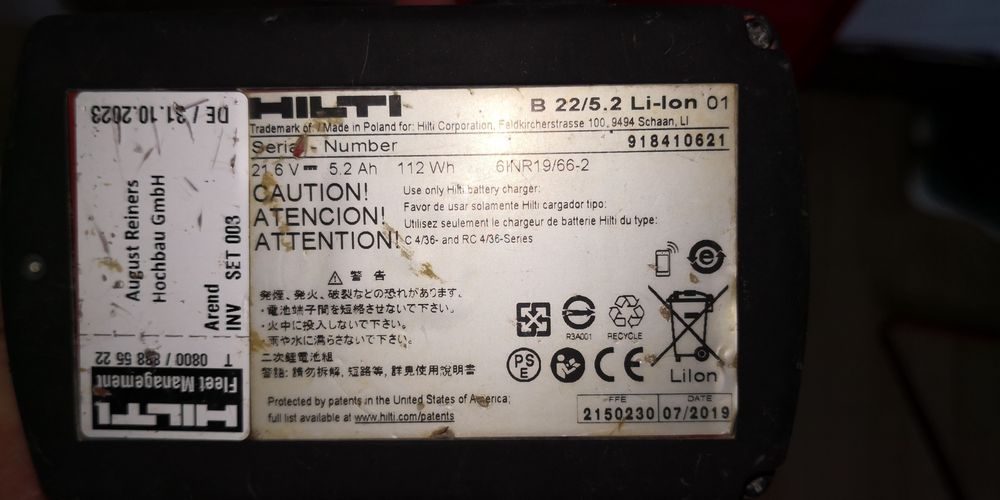 HILTI
B 22/5.2 Li-Ion 01
Trademark of / Made in Poland for: Hilti Corporation, Feldkircherstrasse 100, 9494 Schaan, LI
Serial - Number 918410621
21.6 V 5.2 Ah 112 Wh 6INR19/66-2
CAUTION! Use only Hilti battery charger:
ATENCION! Favor de usar solamente Hilti cargador tipo:
ATTENTION! Utilisez seulement le chargeur de batterie Hilti du type:
C 4/36- and RC 4/36-Series
警告
発煙、発火、破裂などの恐れがあります。
・電池端子間を短絡させないで下さい。
・火中に投入しないで下さい。
・雨や水に濡らさないで下さい。
二次鋰電池組
警語: 請勿拆解, 短路等, 詳見使用說明書
R3A001
RECYCLE
PSE
CE
LiIon
Protected by patents in the United States of America:
full list available at www.hilti.com/patents
FFE DATE
2150230 07/2019
HILTI
Fleet Management
T 0800 / 888 55 22
Arend
INV SET 003
August Reiners
Hochbau GmbH
DE / 31.10.2023